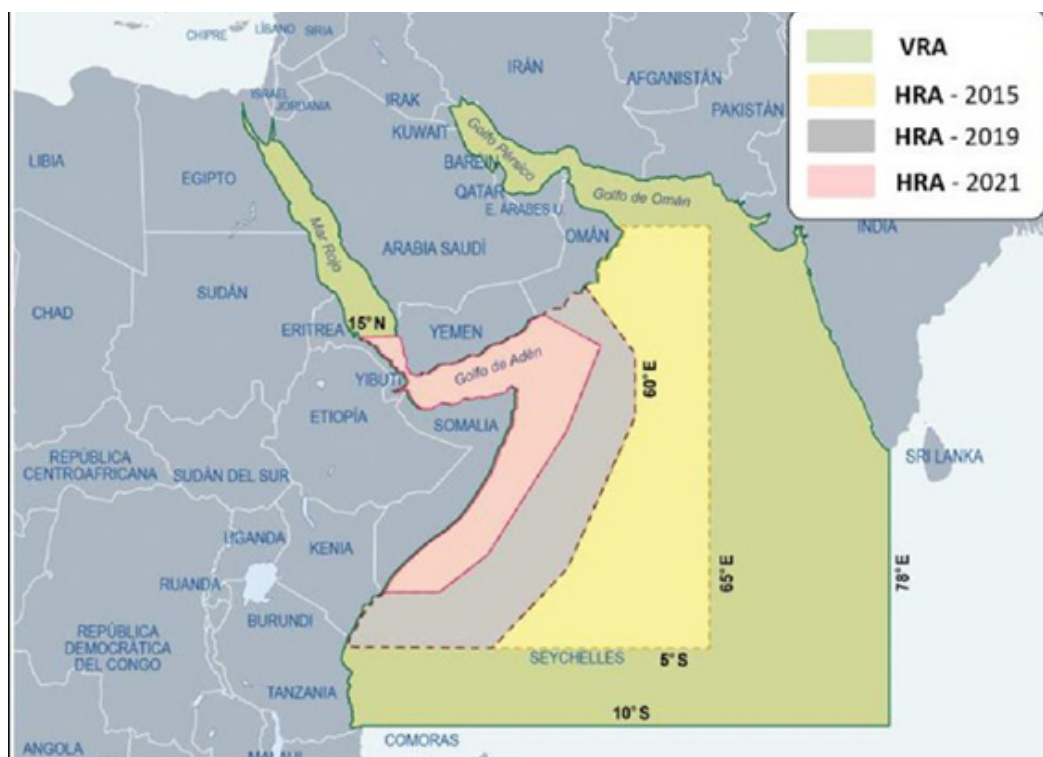 CHIPRE
LÍBANO
SIRIA
ISRAEL
JORDANIA
IRAK
IRÁN
AFGANISTÁN
PAKISTÁN
KUWAIT
BARÉIN
QATAR
E. ÁRABES U.
Golfo Pérsico
Golfo de Omán
OMÁN
INDIA
LIBIA
EGIPTO
Mar Rojo
ARABIA SAUDÍ
CHAD
SUDÁN
ERITREA
15° N
YEMEN
YIBUTI
Golfo de Adén
ETIOPÍA
SOMALIA
60° E
SRI LANKA
REPÚBLICA
CENTROAFRICANA
SUDÁN DEL SUR
UGANDA
KENIA
RUANDA
BURUNDI
65° E
78° E
REPÚBLICA
DEMOCRÁTICA
DEL CONGO
SEYCHELLES
5° S
TANZANIA
10° S
COMORAS
ANGOLA
VRA
HRA - 2015
HRA - 2019
HRA - 2021